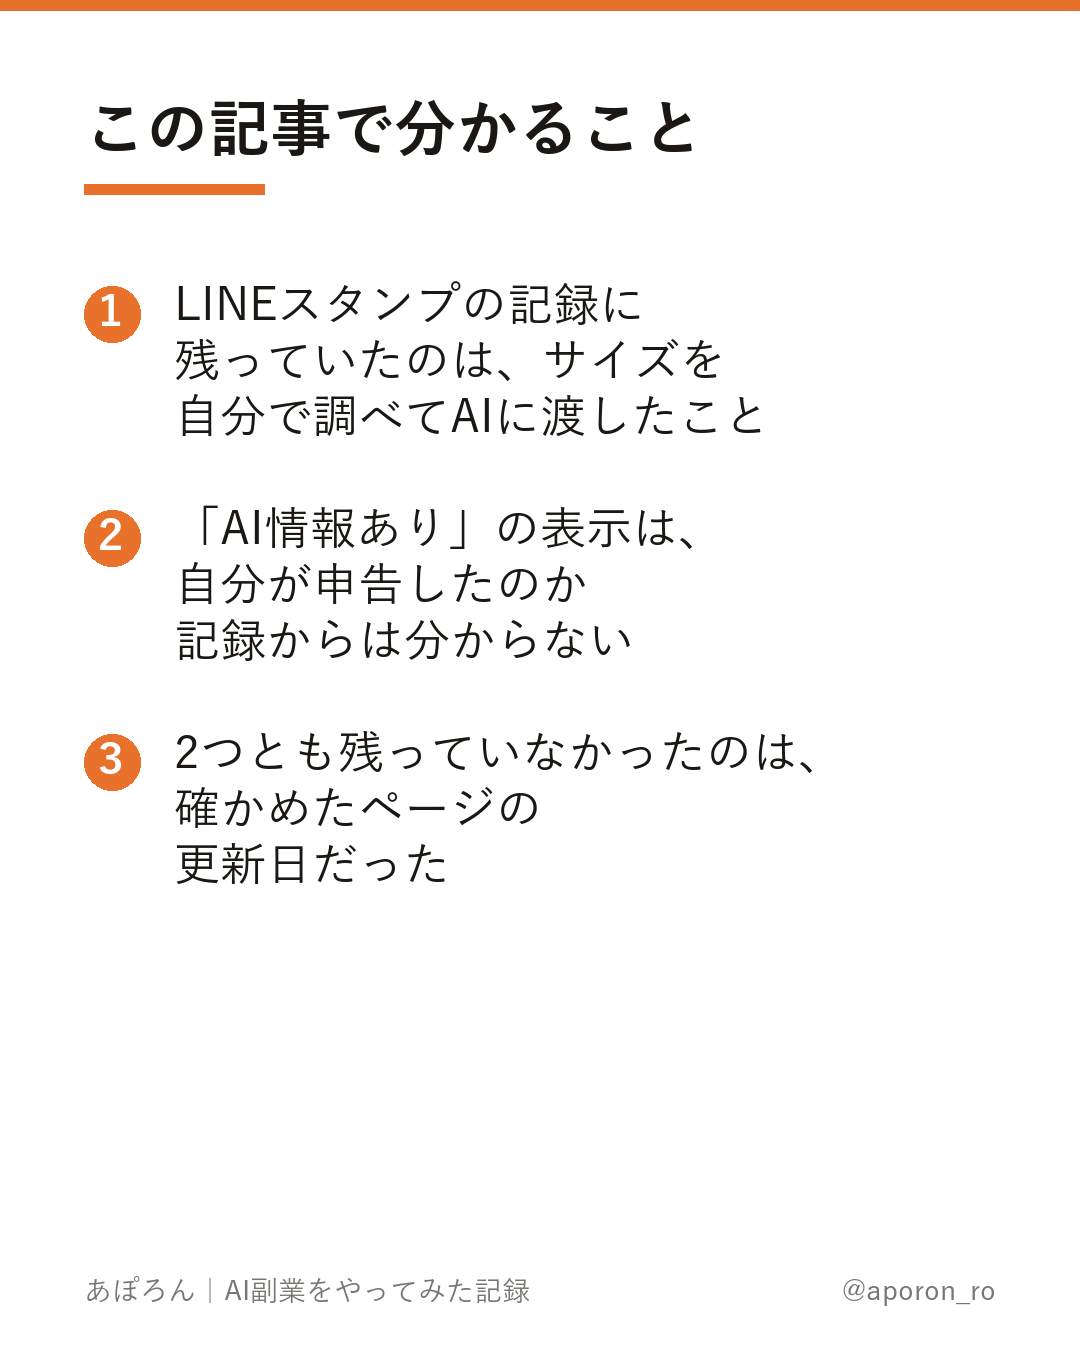 この記事で分かること
1 LINEスタンプの記録に
残っていたのは、サイズを
自分で調べてAIに渡したこと
2 「AI情報あり」の表示は、
自分が申告したのか
記録からは分からない
3 2つとも残っていなかったのは、
確かめたページの
更新日だった
あぽろん｜AI副業をやってみた記録
@aporon_ro